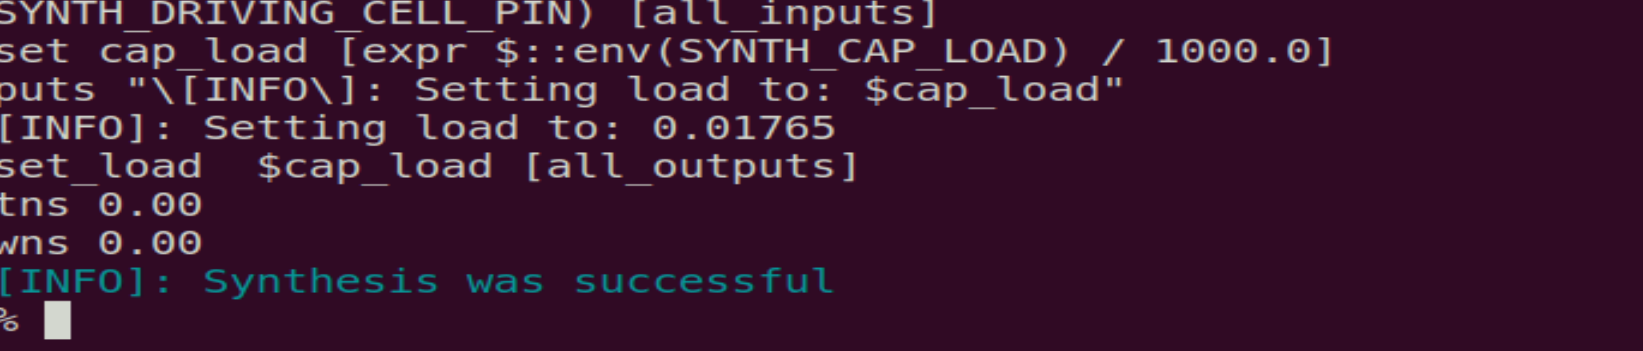 SYNTH_DRIVING_CELL_PIN) [all_inputs]
set cap_load [expr $::env(SYNTH_CAP_LOAD) / 1000.0]
puts "\[INFO\]: Setting load to: $cap_load"
[INFO]: Setting load to: 0.01765
set_load  $cap_load [all_outputs]
tns 0.00
wns 0.00
[INFO]: Synthesis was successful
%